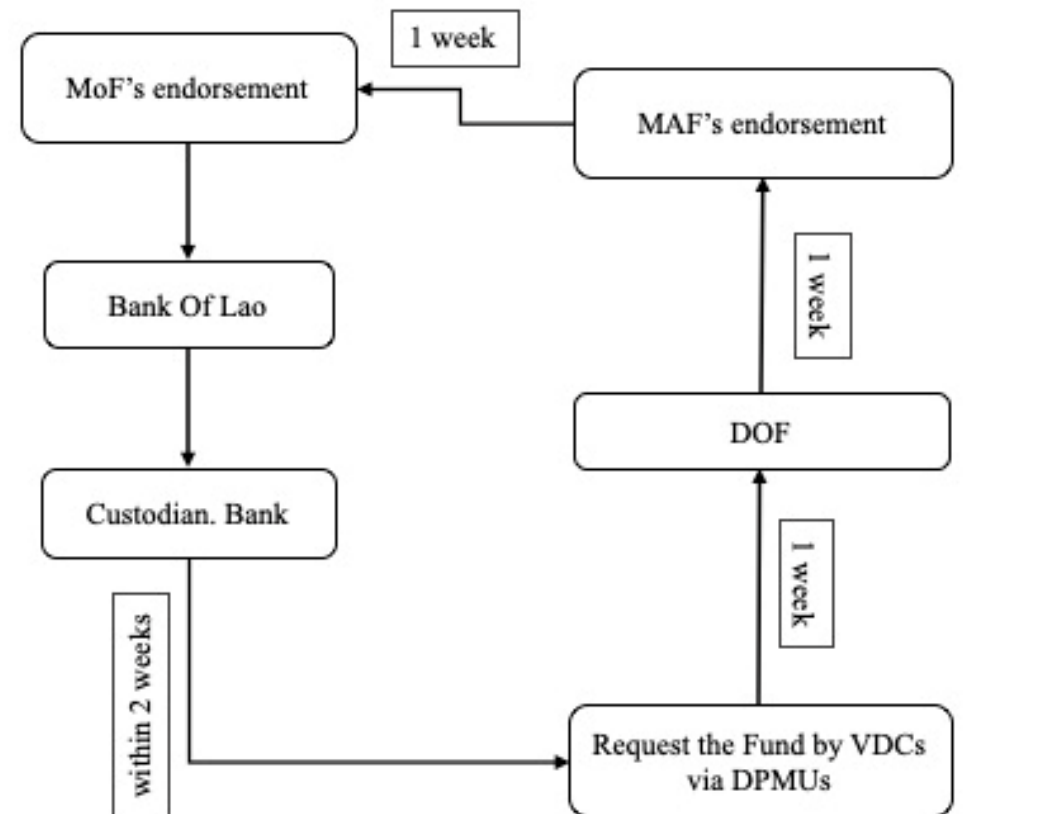 1 week
MoF's endorsement
MAF's endorsement
1 week
Bank Of Lao
DOF
Custodian. Bank
1 week
within 2 weeks
Request the Fund by VDCs
via DPMUs